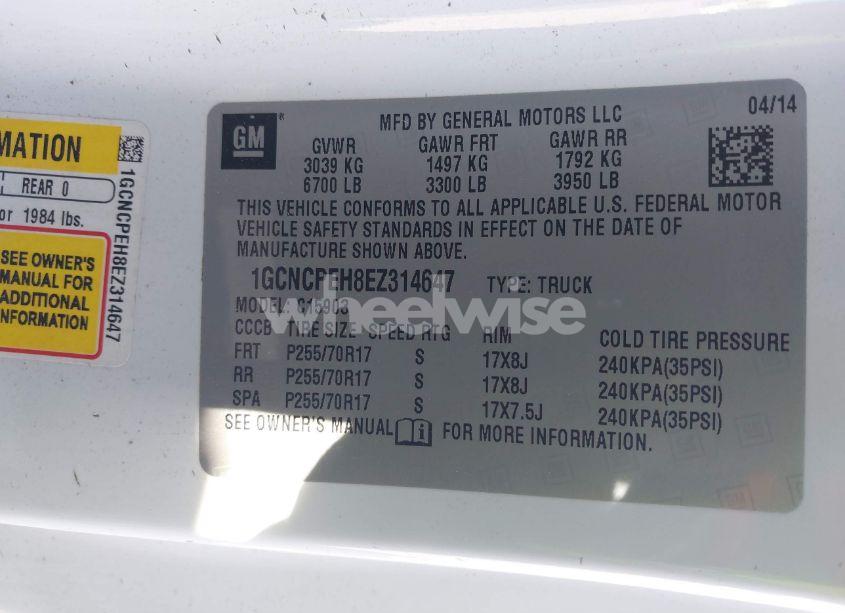 MATION
REAR 0
or 1984 lbs.
SEE OWNER'S
MANUAL FOR
ADDITIONAL
INFORMATION
1GCNCPEH8EZ314647
GM
MFD BY GENERAL MOTORS LLC
04/14
GVWR GAWR FRT GAWR RR
3039 KG 1497 KG 1792 KG
6700 LB 3300 LB 3950 LB
THIS VEHICLE CONFORMS TO ALL APPLICABLE U.S. FEDERAL MOTOR
VEHICLE SAFETY STANDARDS IN EFFECT ON THE DATE OF
MANUFACTURE SHOWN ABOVE.
1GCNCPEH8EZ314647 TYPE: TRUCK
MODEL: C15903
CCCB TIRE SIZE SPEED RTG RIM COLD TIRE PRESSURE
FRT P255/70R17 S 17X8J 240KPA(35PSI)
RR P255/70R17 S 17X8J 240KPA(35PSI)
SPA P255/70R17 S 17X7.5J 240KPA(35PSI)
SEE OWNER'S MANUAL FOR MORE INFORMATION.
wheelwise